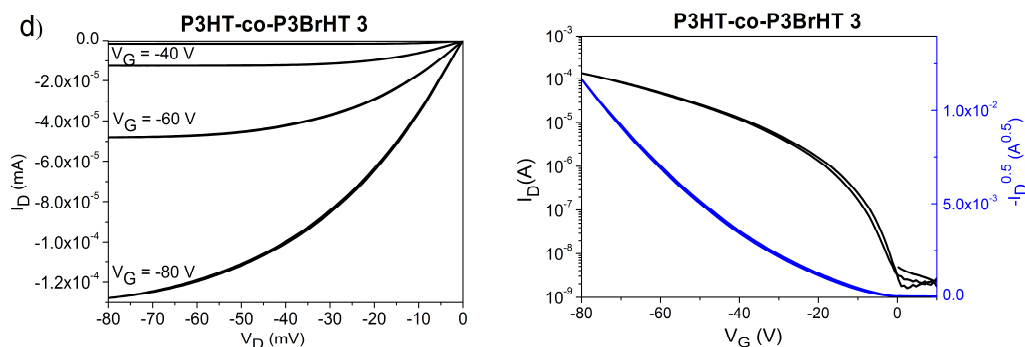 d)
P3HT-co-P3BrHT 3
0.0
-2.0x10⁻⁵
-4.0x10⁻⁵
-6.0x10⁻⁵
-8.0x10⁻⁵
-1.0x10⁻⁴
-1.2x10⁻⁴
I_D (mA)
V_G = -40 V
V_G = -60 V
V_G = -80 V
-80 -70 -60 -50 -40 -30 -20 -10 0
V_D (mV)
P3HT-co-P3BrHT 3
10⁻³
10⁻⁴
10⁻⁵
10⁻⁶
10⁻⁷
10⁻⁸
10⁻⁹
I_D(A)
-80 -60 -40 -20 0
V_G (V)
1.0x10⁻²
5.0x10⁻³
0.0
-I_D^0.5 (A^0.5)